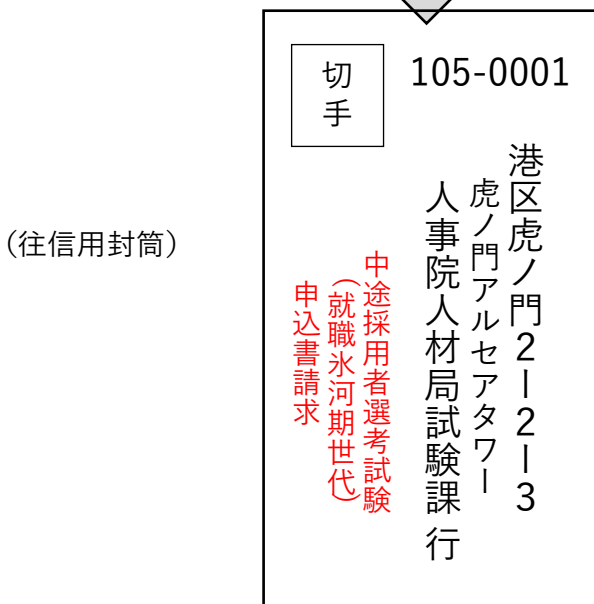 （往信用封筒）
切手
105-0001
港区虎ノ門２ー２ー３
虎ノ門アルセアタワー
人事院人材局試験課 行
中途採用者選考試験
（就職氷河期世代）
申込書請求